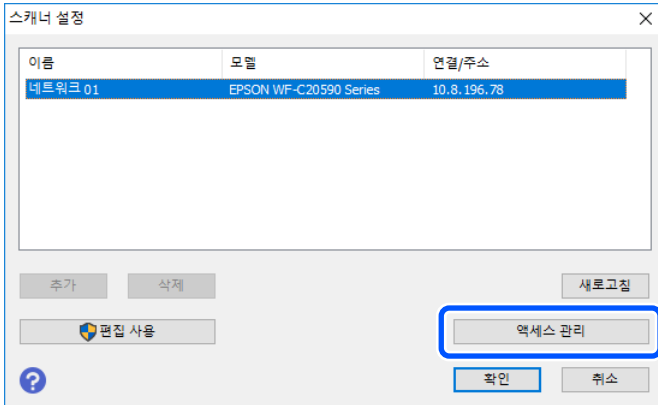 스캐너 설정
이름 모델 연결/주소
네트워크 01 EPSON WF-C20590 Series 10.8.196.78
추가 삭제 새로고침
편집 사용 액세스 관리
? 확인 취소